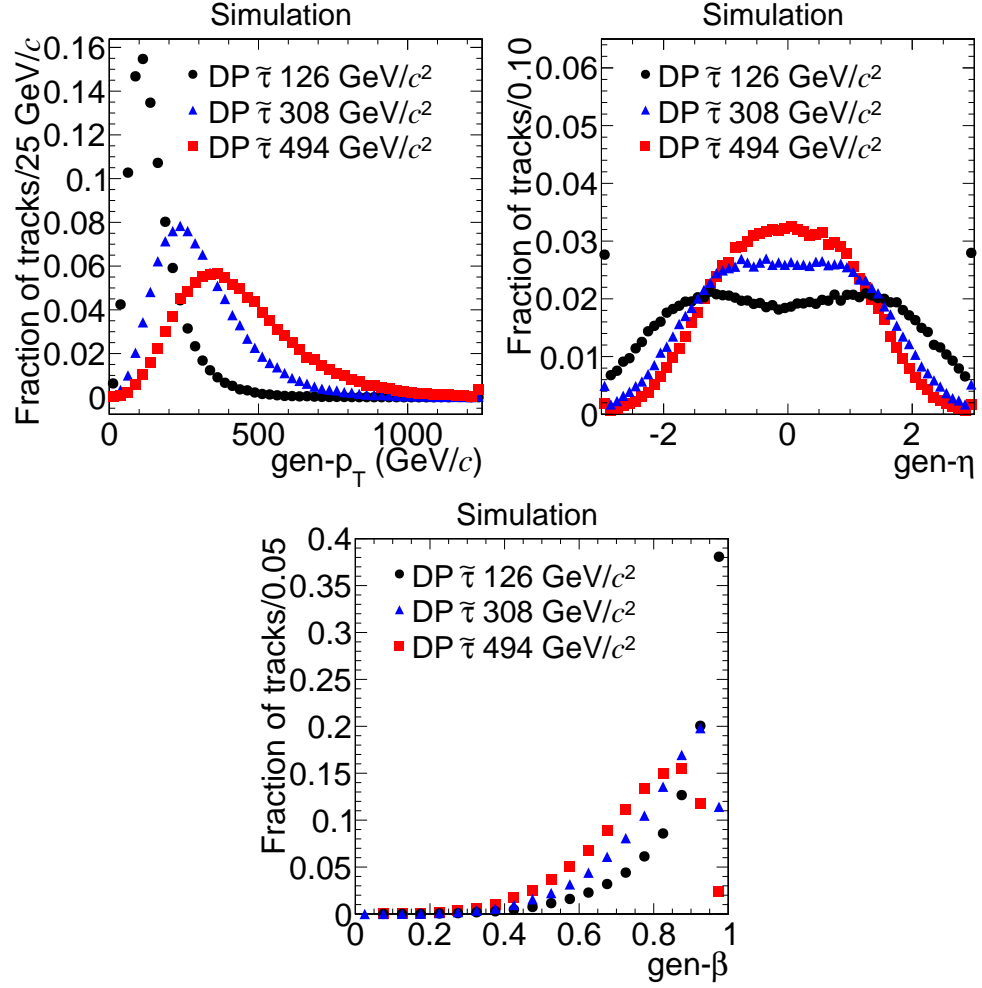 Simulation
Fraction of tracks/25 GeV/c
0.16
0.14
0.12
0.1
0.08
0.06
0.04
0.02
0
DP τ̃ 126 GeV/c²
DP τ̃ 308 GeV/c²
DP τ̃ 494 GeV/c²
0 500 1000
gen-p_T (GeV/c)
Simulation
Fraction of tracks/0.10
0.06
0.05
0.04
0.03
0.02
0.01
0
DP τ̃ 126 GeV/c²
DP τ̃ 308 GeV/c²
DP τ̃ 494 GeV/c²
-2 0 2
gen-η
Simulation
Fraction of tracks/0.05
0.4
0.35
0.3
0.25
0.2
0.15
0.1
0.05
0
DP τ̃ 126 GeV/c²
DP τ̃ 308 GeV/c²
DP τ̃ 494 GeV/c²
0 0.2 0.4 0.6 0.8 1
gen-β